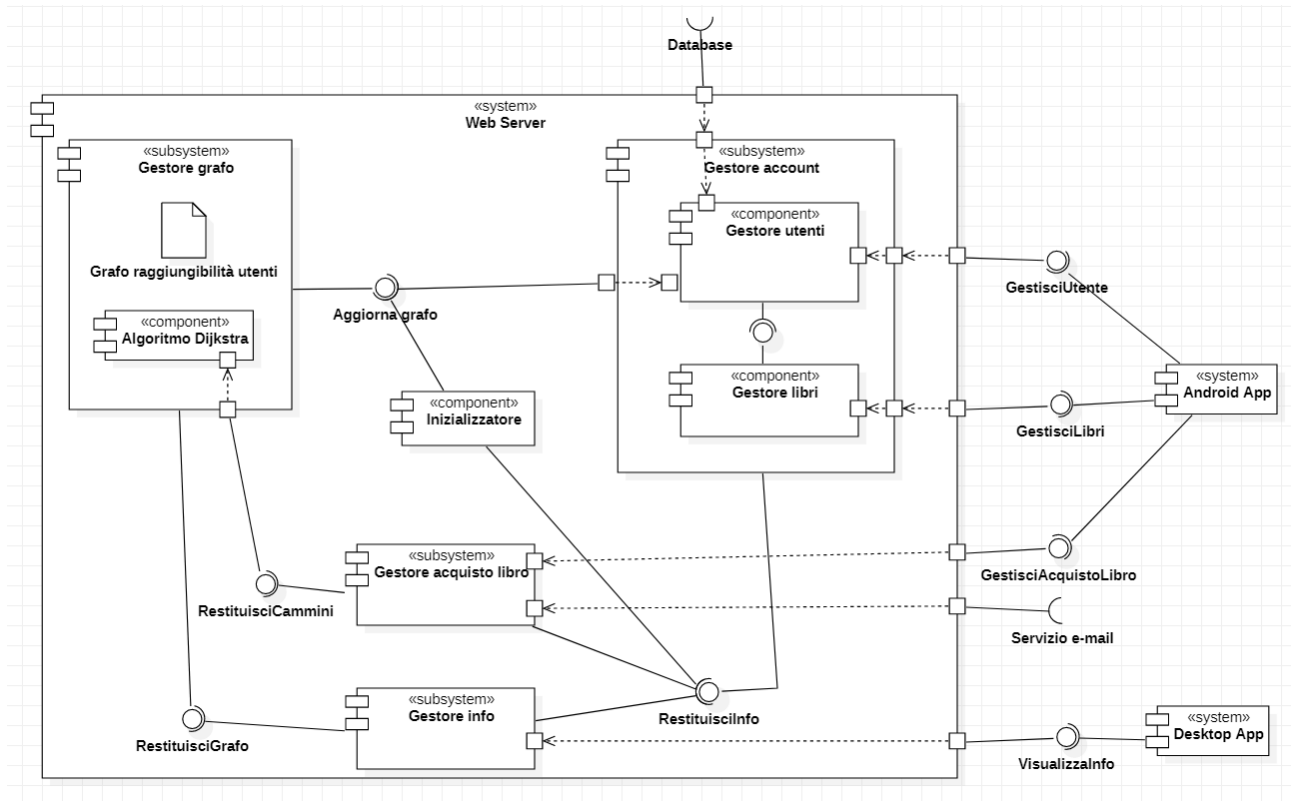 Database
«system»
Web Server
«subsystem»
Gestore grafo
Grafo raggiungibilità utenti
«component»
Algoritmo Dijkstra
Aggiorna grafo
«component»
Inizializzatore
«subsystem»
Gestore account
«component»
Gestore utenti
«component»
Gestore libri
GestisciUtente
«system»
Android App
GestisciLibri
«subsystem»
Gestore acquisto libro
GestisciAcquistoLibro
RestituisciCammini
Servizio e-mail
«subsystem»
Gestore info
RestituisciInfo
RestituisciGrafo
«system»
Desktop App
VisualizzaInfo